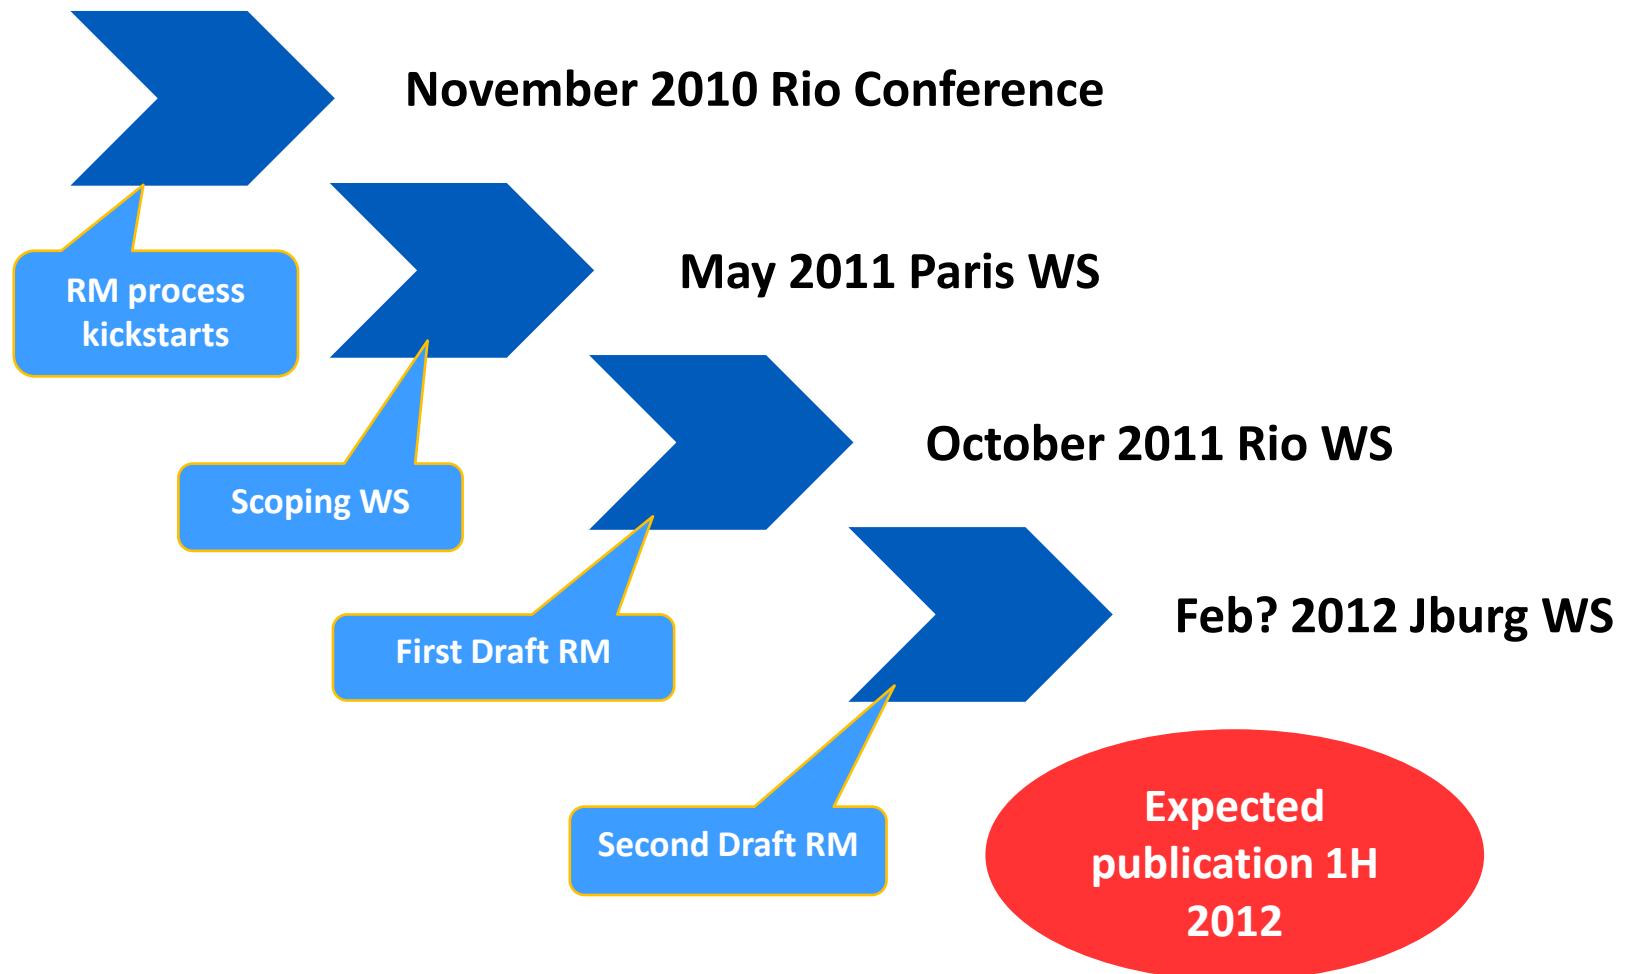 November 2010 Rio Conference
RM process
kickstarts
May 2011 Paris WS
Scoping WS
October 2011 Rio WS
First Draft RM
Feb? 2012 Jburg WS
Second Draft RM
Expected
publication 1H
2012